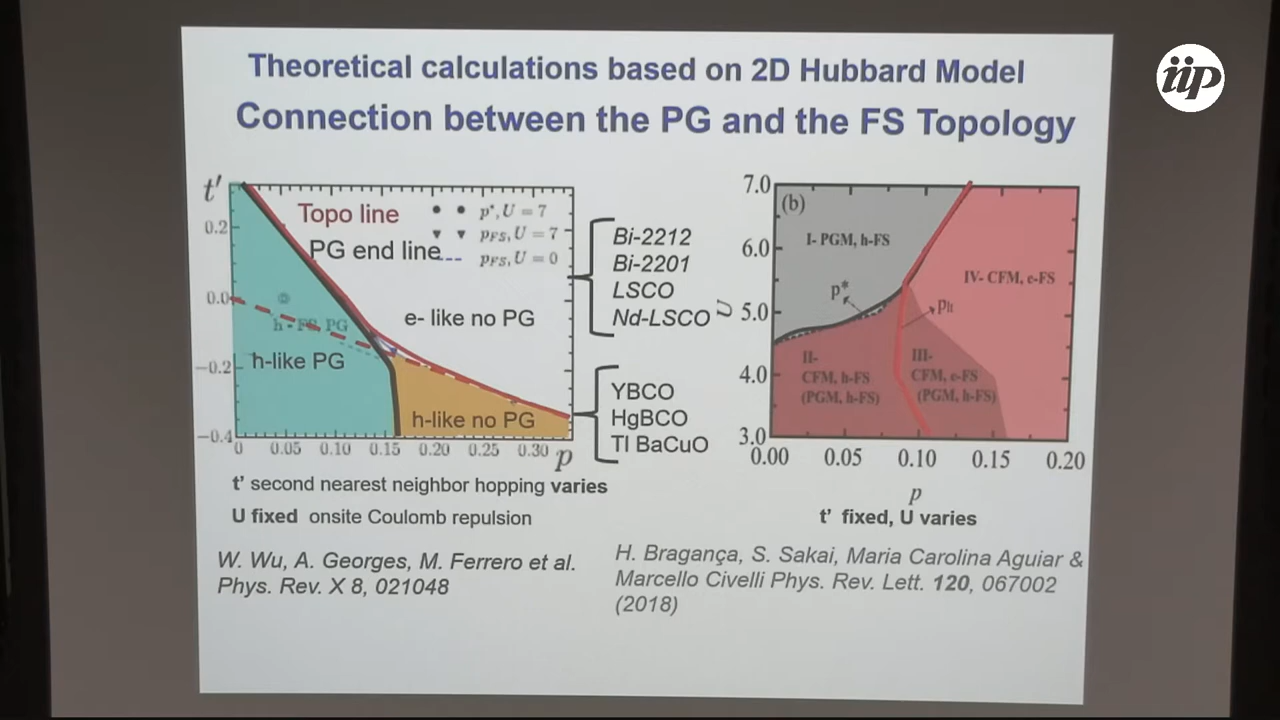 iip
Theoretical calculations based on 2D Hubbard Model
Connection between the PG and the FS Topology
t'
0.2
0.0
−0.2
−0.4
0 0.05 0.10 0.15 0.20 0.25 0.30 p
Topo line
PG end line
p*, U = 7
pFS, U = 7
pFS, U = 0
h - FS PG
h-like PG
e- like no PG
h-like no PG
Bi-2212
Bi-2201
LSCO
Nd-LSCO
YBCO
HgBCO
Tl BaCuO
7.0
6.0
5.0
4.0
3.0
U
(b)
I- PGM, h-FS
IV- CFM, e-FS
p*
II-
CFM, h-FS
(PGM, h-FS)
III-
CFM, e-FS
(PGM, h-FS)
0.00 0.05 0.10 0.15 0.20
p
t' second nearest neighbor hopping varies
U fixed onsite Coulomb repulsion
t' fixed, U varies
W. Wu, A. Georges, M. Ferrero et al.
Phys. Rev. X 8, 021048
H. Bragança, S. Sakai, Maria Carolina Aguiar &
Marcello Civelli Phys. Rev. Lett. 120, 067002
(2018)